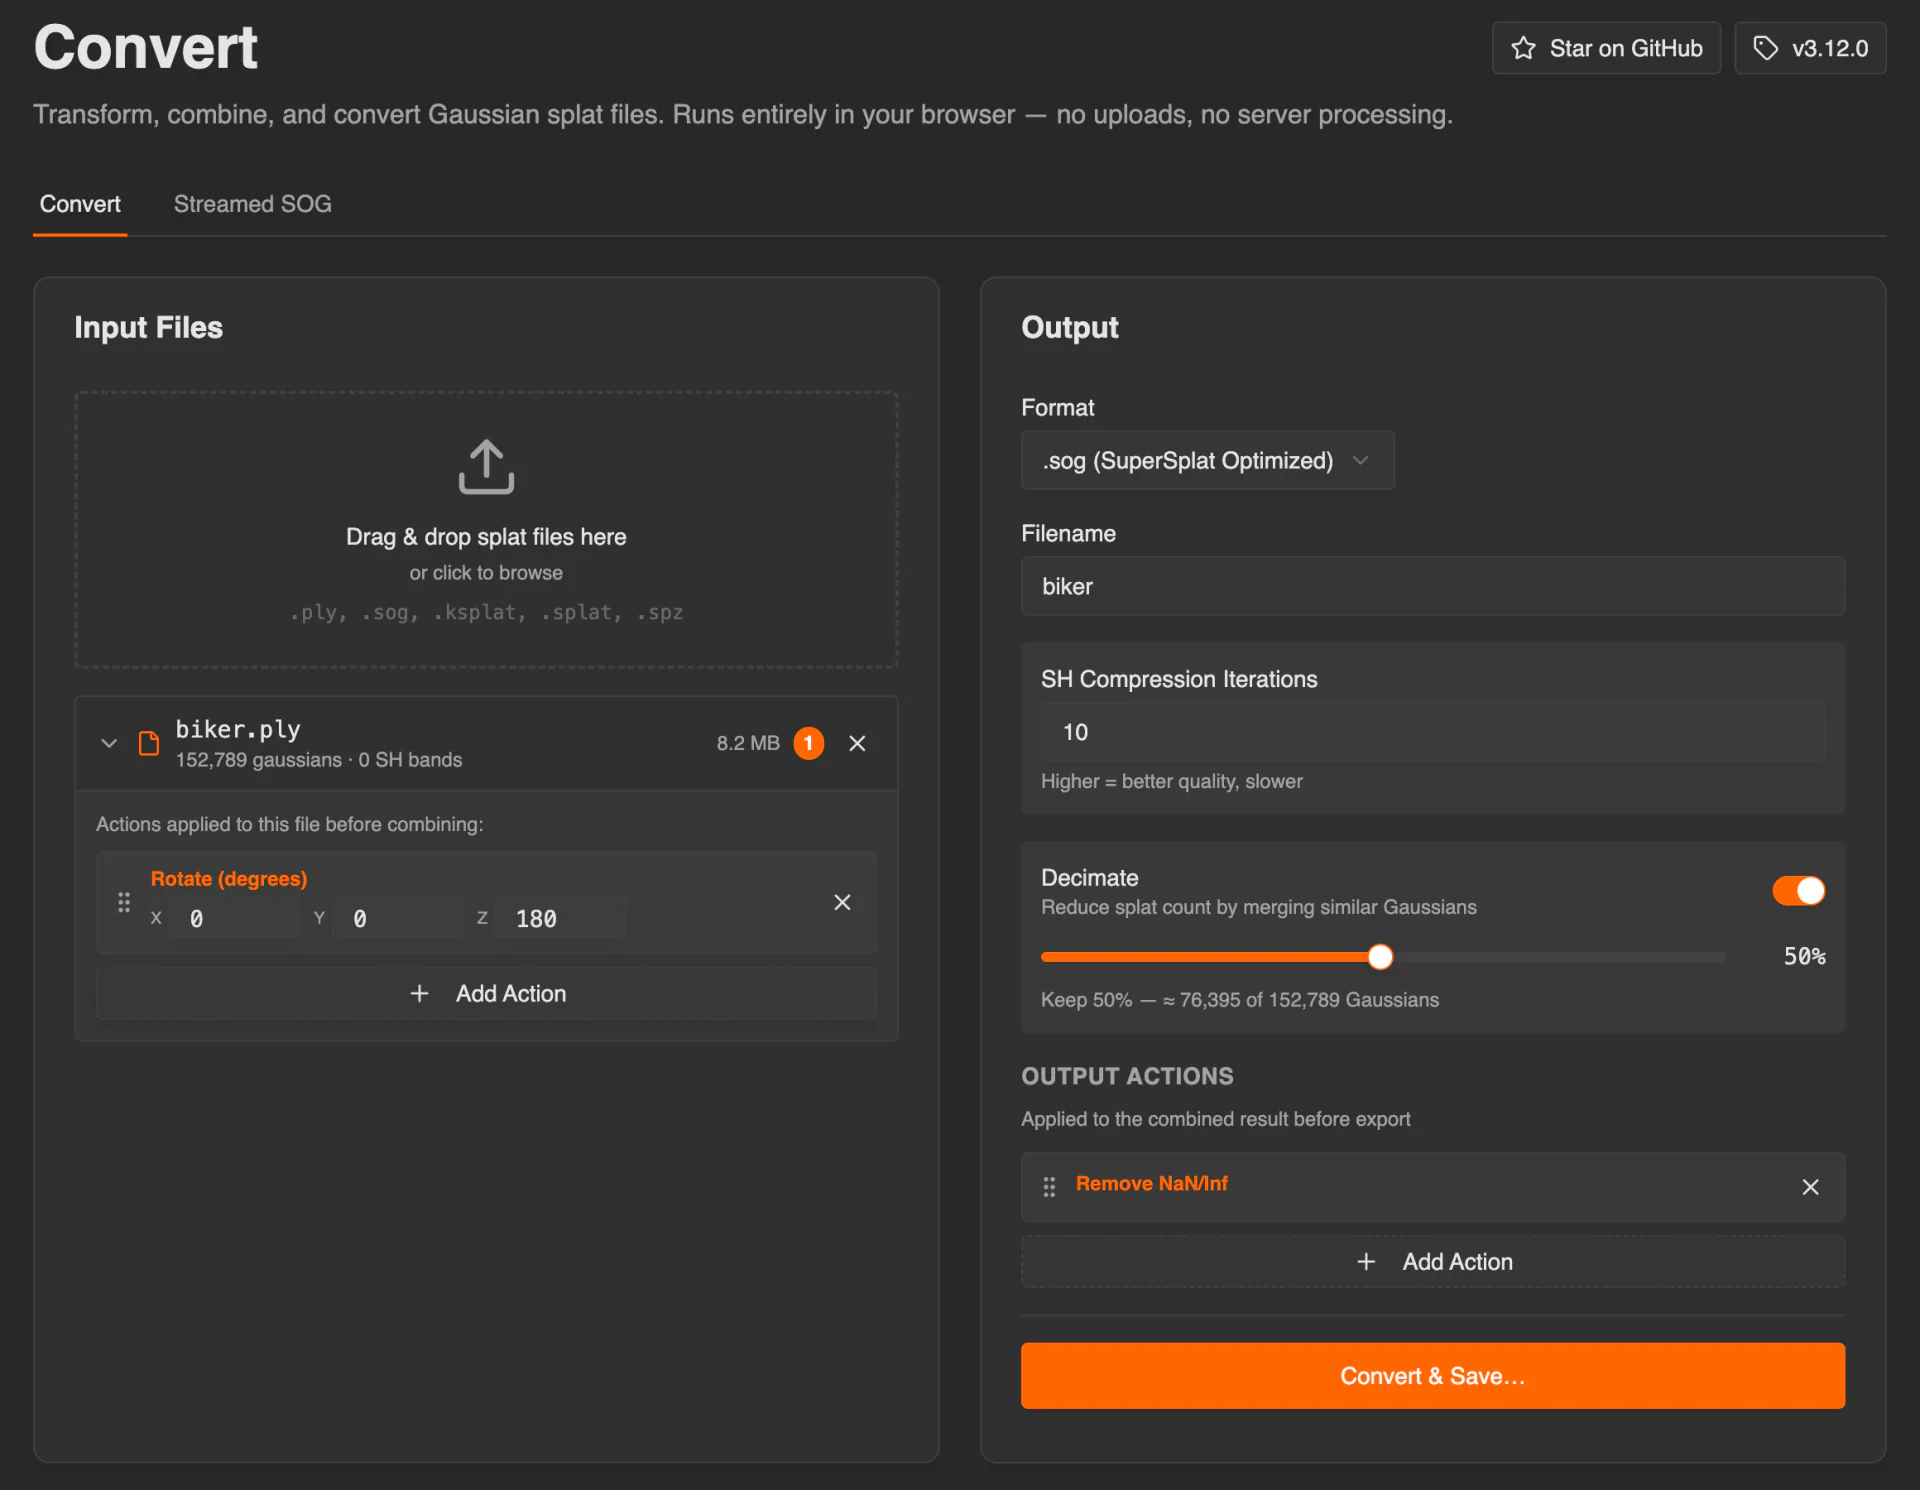 Convert
Star on GitHub
v3.12.0
Transform, combine, and convert Gaussian splat files. Runs entirely in your browser — no uploads, no server processing.
Convert
Streamed SOG
Input Files
Drag & drop splat files here
or click to browse
.ply, .sog, .ksplat, .splat, .spz
biker.ply
152,789 gaussians · 0 SH bands
8.2 MB
1
Actions applied to this file before combining:
Rotate (degrees)
X 0 Y 0 Z 180
Add Action
Output
Format
.sog (SuperSplat Optimized)
Filename
biker
SH Compression Iterations
10
Higher = better quality, slower
Decimate
Reduce splat count by merging similar Gaussians
50%
Keep 50% — ≈ 76,395 of 152,789 Gaussians
OUTPUT ACTIONS
Applied to the combined result before export
Remove NaN/Inf
Add Action
Convert & Save…